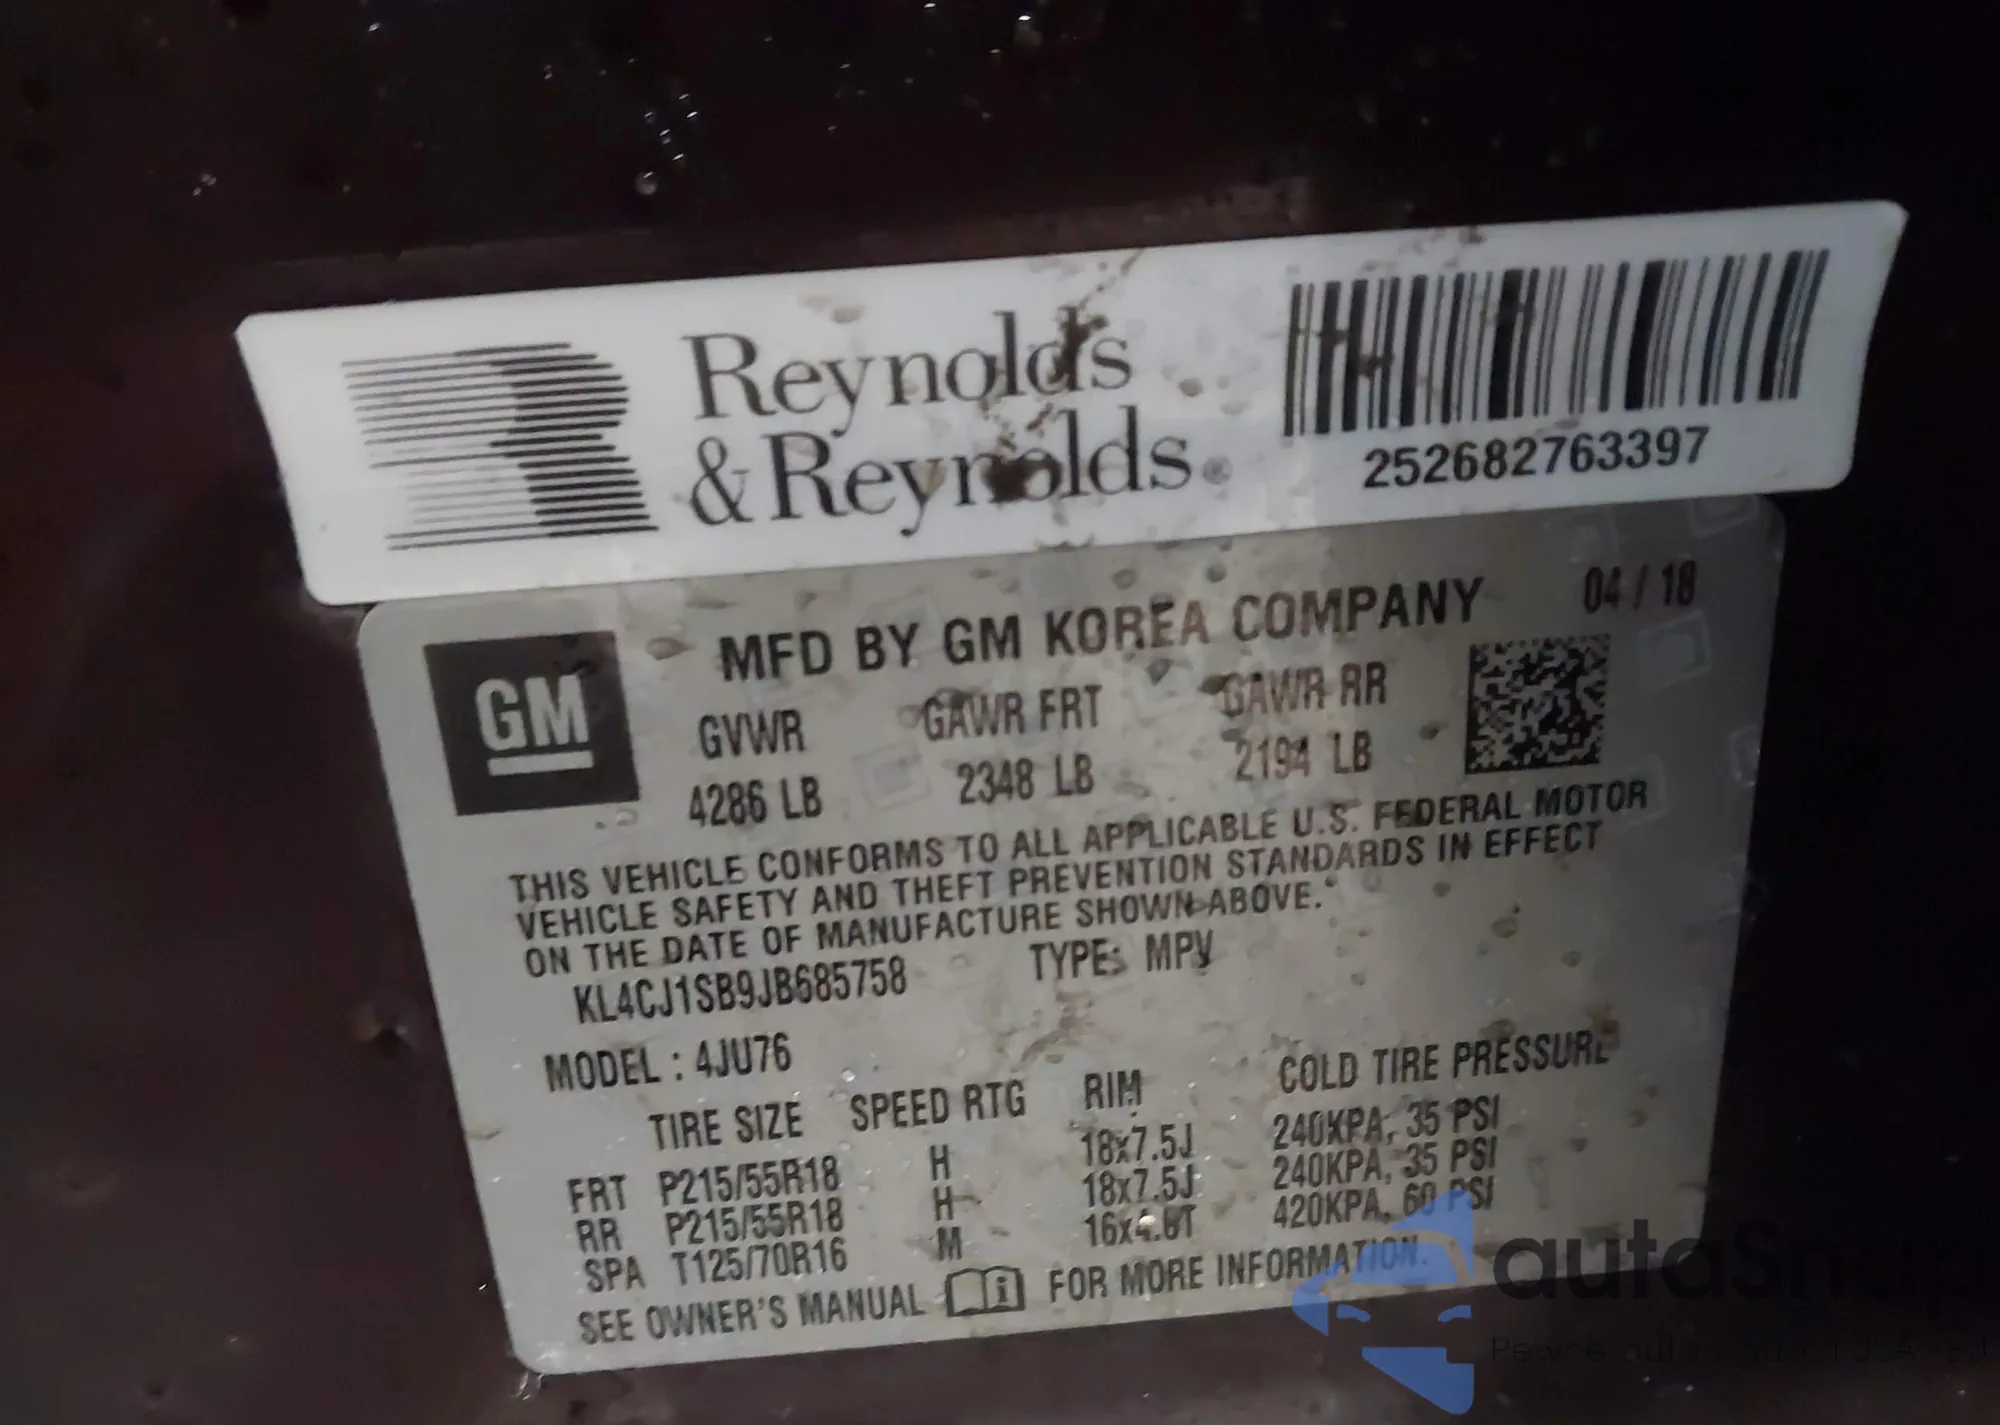 Reynolds
& Reynolds®
252682763397
GM
MFD BY GM KOREA COMPANY 04 / 18
GVWR GAWR FRT GAWR RR
4286 LB 2348 LB 2194 LB
THIS VEHICLE CONFORMS TO ALL APPLICABLE U.S. FEDERAL MOTOR
VEHICLE SAFETY AND THEFT PREVENTION STANDARDS IN EFFECT
ON THE DATE OF MANUFACTURE SHOWN ABOVE.
KL4CJ1SB9JB685758 TYPE: MPV
MODEL : 4JU76
TIRE SIZE SPEED RTG RIM COLD TIRE PRESSURE
FRT P215/55R18 H 18x7.5J 240KPA, 35 PSI
RR P215/55R18 H 18x7.5J 240KPA, 35 PSI
SPA T125/70R16 M 420KPA, 60 PSI
SEE OWNER'S MANUAL FOR MORE INFORMATION.
autasnap